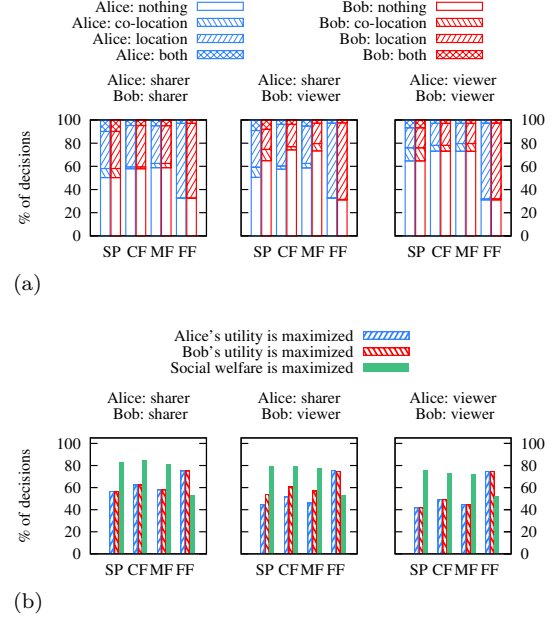 Alice: nothing
Alice: co-location
Alice: location
Alice: both
Bob: nothing
Bob: co-location
Bob: location
Bob: both
Alice: sharer
Bob: sharer
Alice: sharer
Bob: viewer
Alice: viewer
Bob: viewer
% of decisions
100
80
60
40
20
0
SP CF MF FF
SP CF MF FF
SP CF MF FF
100
80
60
40
20
0
(a)
Alice's utility is maximized
Bob's utility is maximized
Social welfare is maximized
Alice: sharer
Bob: sharer
Alice: sharer
Bob: viewer
Alice: viewer
Bob: viewer
% of decisions
100
80
60
40
20
0
SP CF MF FF
SP CF MF FF
SP CF MF FF
100
80
60
40
20
0
(b)